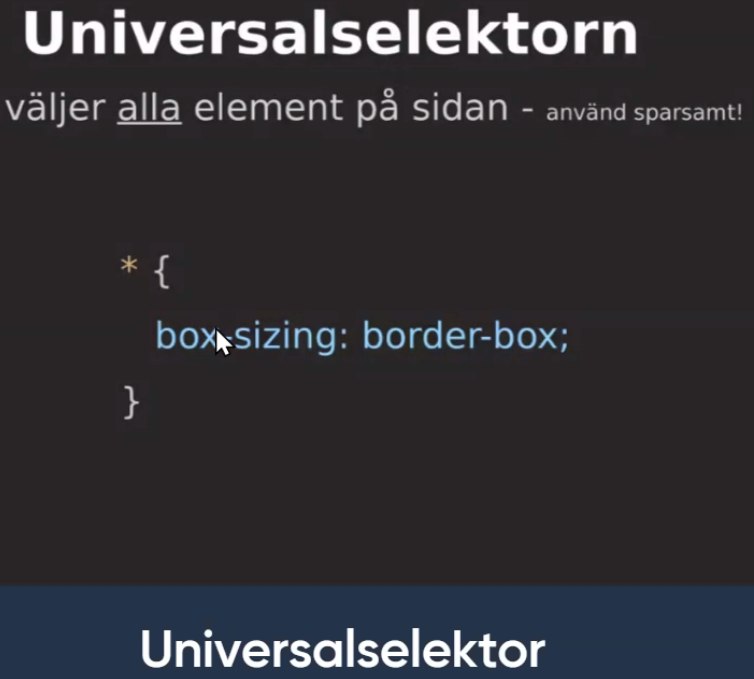 Universalselektorn
väljer alla element på sidan - använd sparsamt!
* {
box-sizing: border-box;
}
Universalselektor